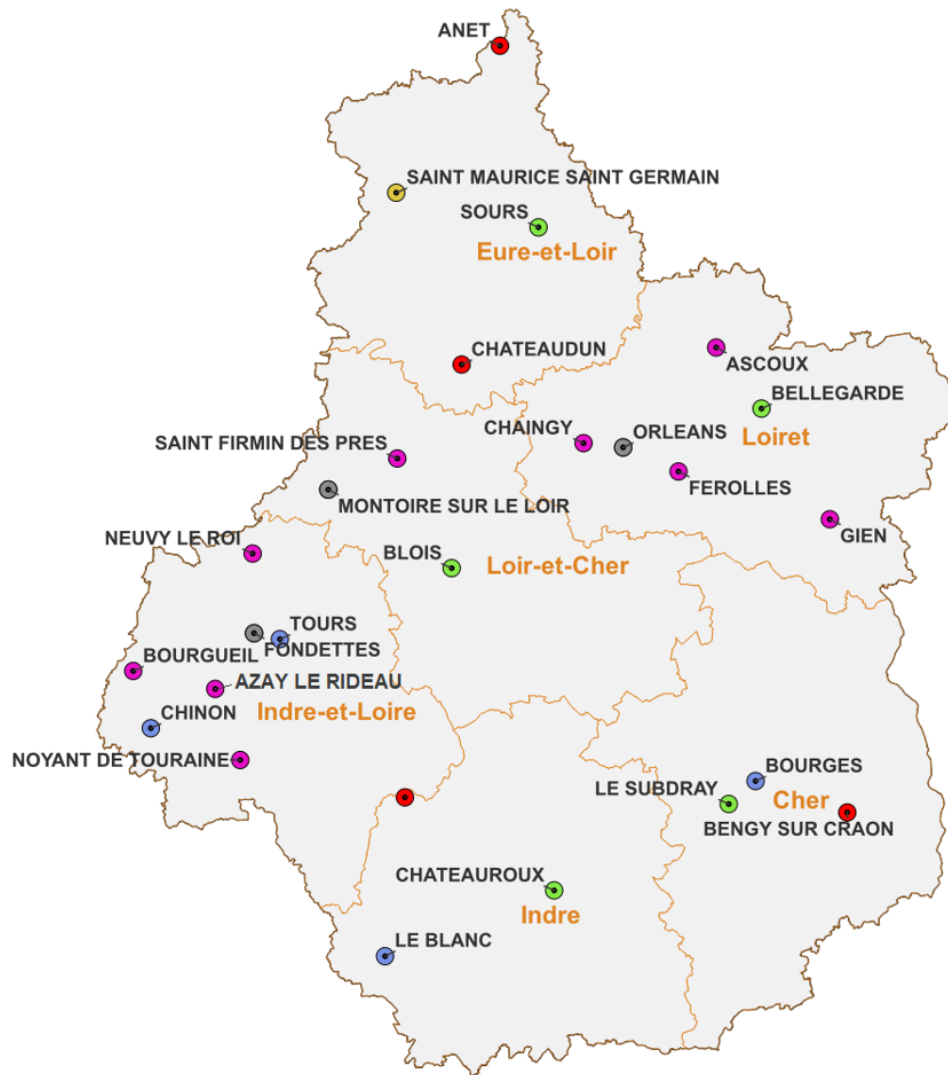 ANET
SAINT MAURICE SAINT GERMAIN
SOURS
Eure-et-Loir
CHATEAUDUN
ASCOUX
BELLEGARDE
CHAINGY
ORLEANS
Loiret
SAINT FIRMIN DES PRES
FEROLLES
MONTOIRE SUR LE LOIR
GIEN
NEUVY LE ROI
BLOIS
Loir-et-Cher
TOURS
FONDETTES
BOURGUEIL
AZAY LE RIDEAU
CHINON
Indre-et-Loire
NOYANT DE TOURAINE
BOURGES
LE SUBDRAY
Cher
BENGY SUR CRAON
CHATEAUROUX
Indre
LE BLANC